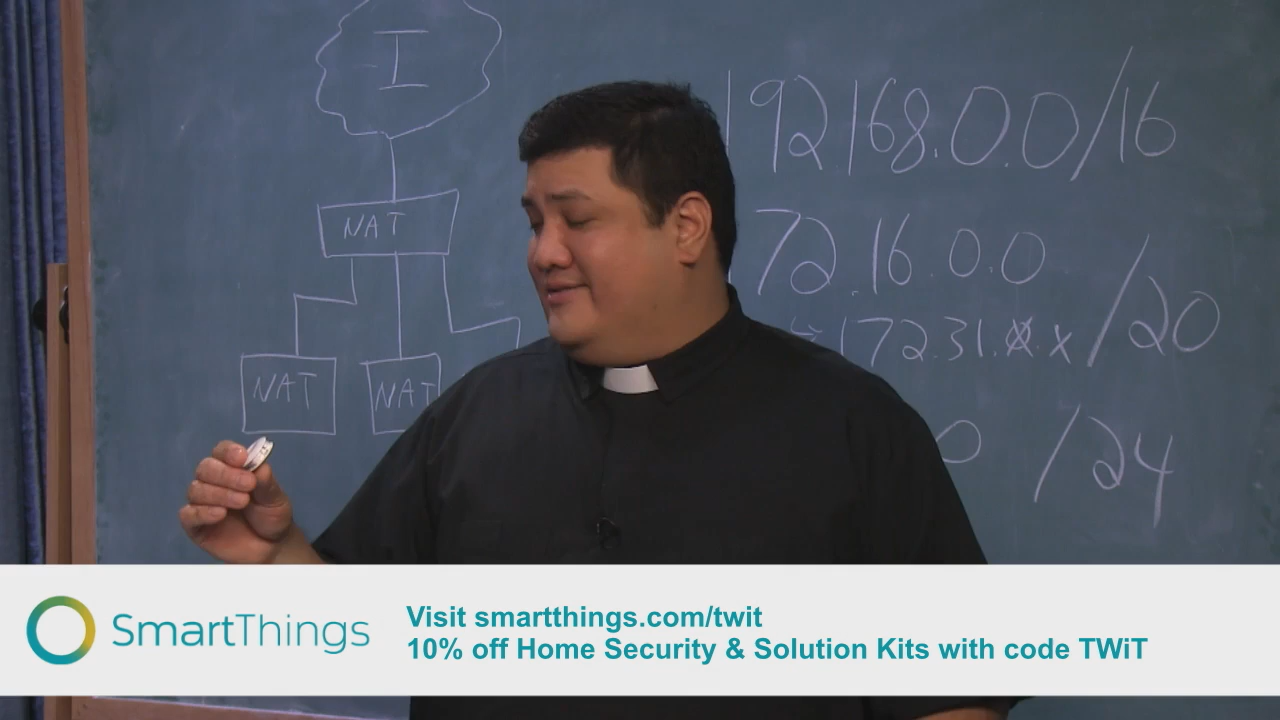 I
192 168.0.0/16
NAT
72.16.0.0
172.31.x.x /20
NAT
NAT
0 /24
SmartThings
Visit smartthings.com/twit
10% off Home Security & Solution Kits with code TWiT